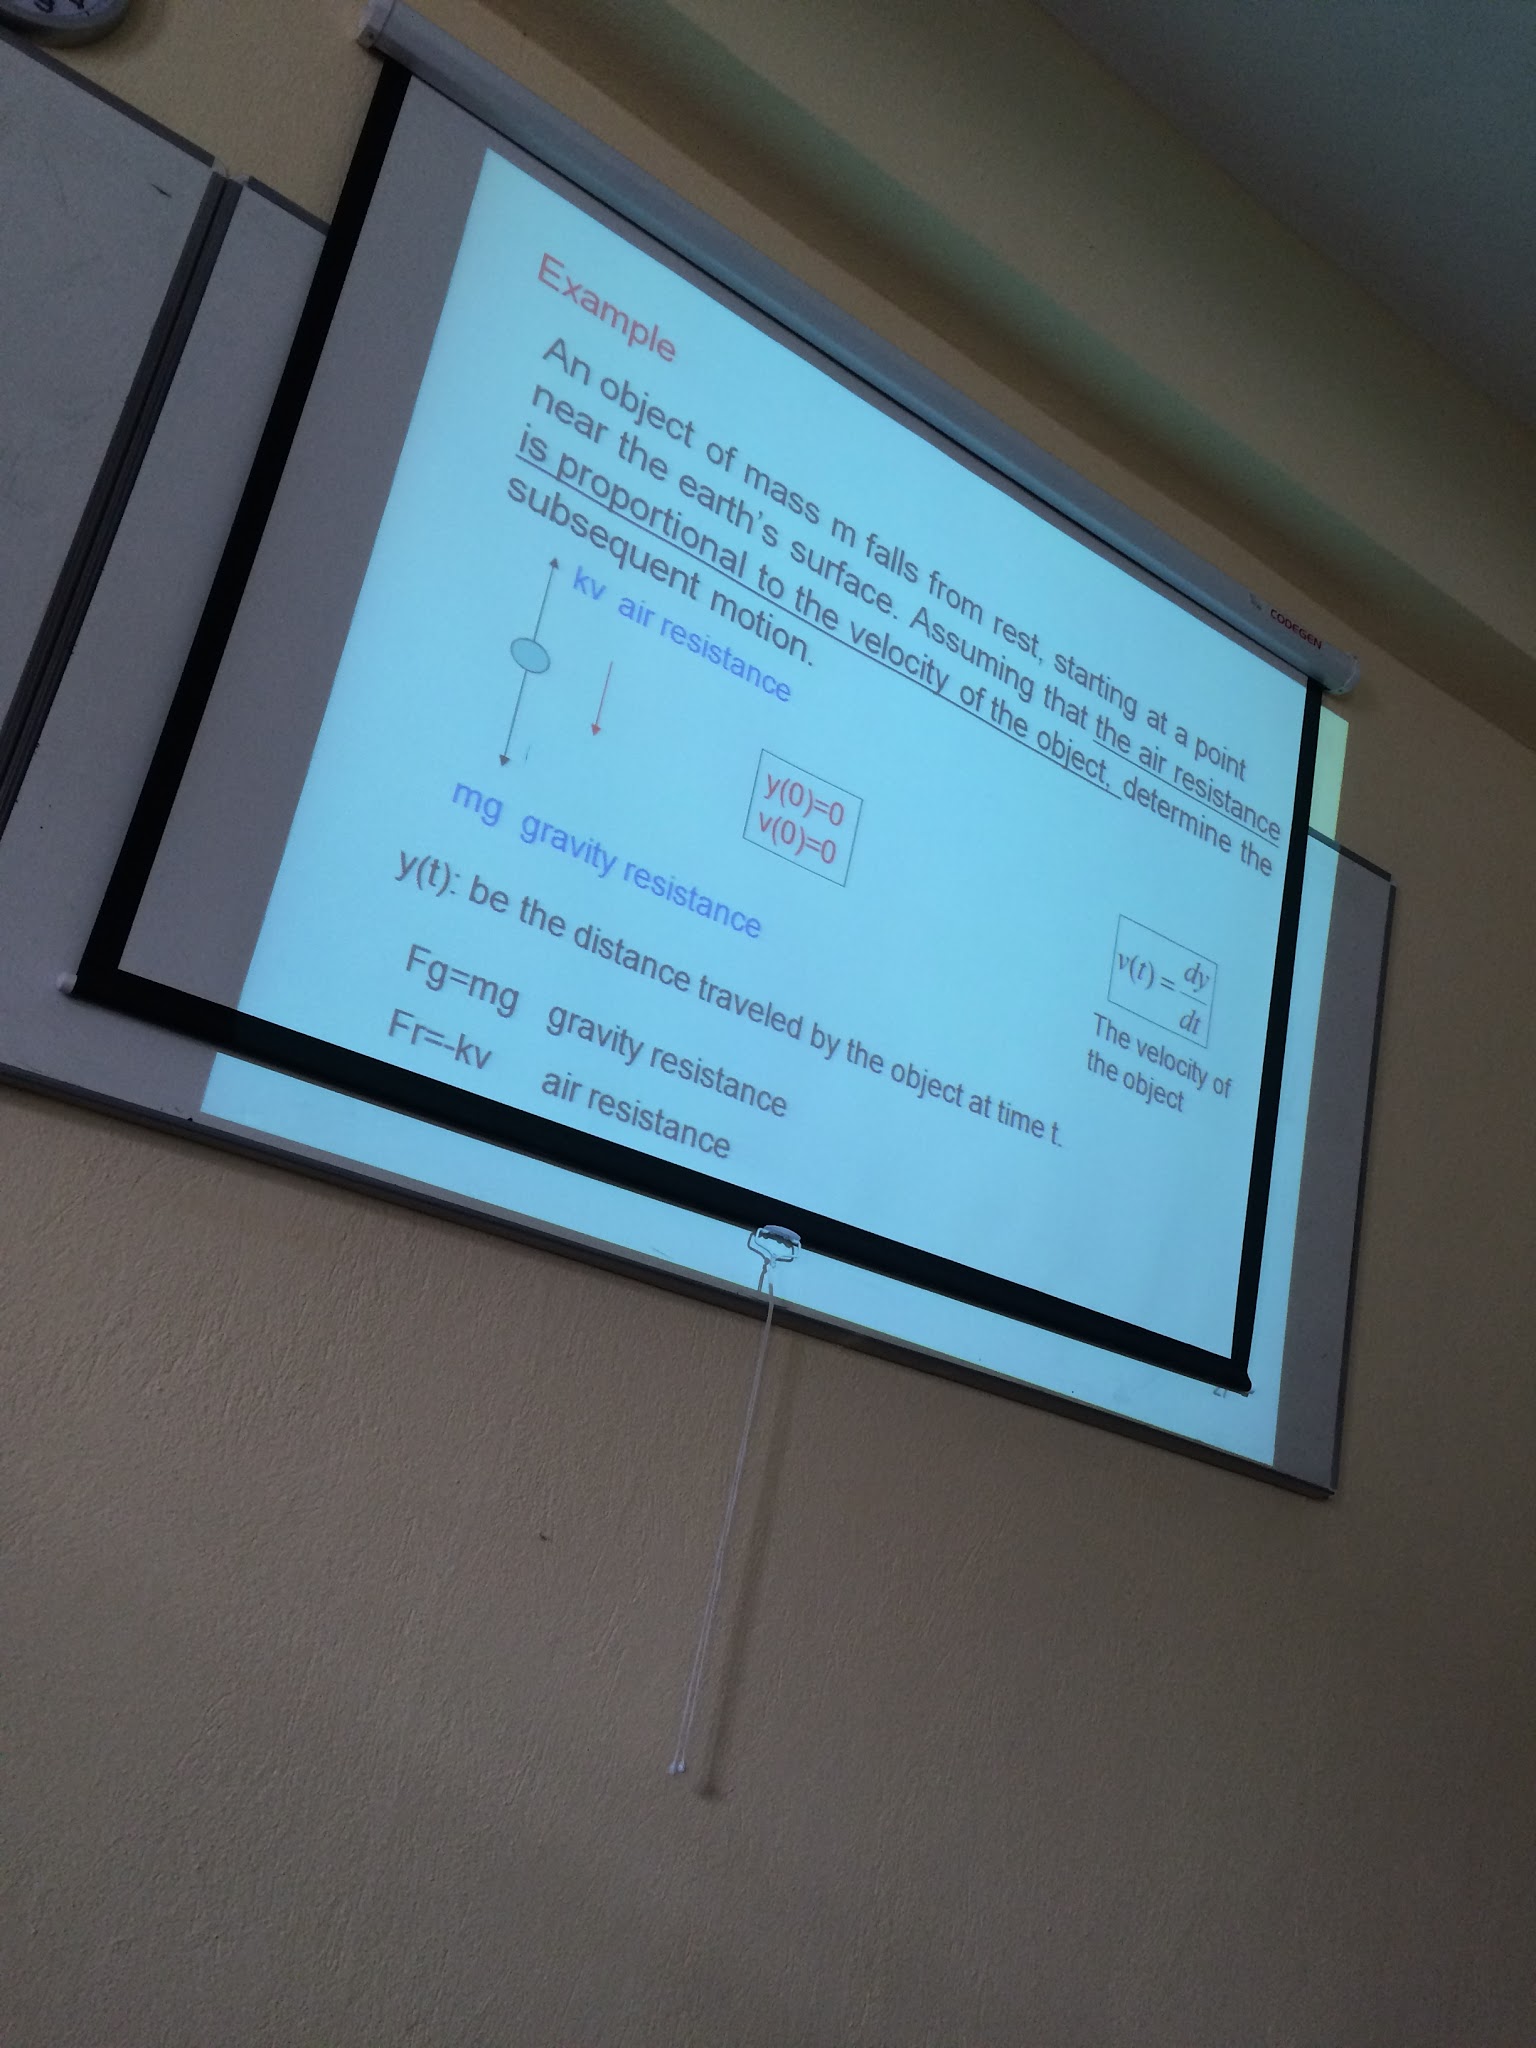 CODEGEN
Example
An object of mass m falls from rest, starting at a point
near the earth's surface. Assuming that the air resistance
is proportional to the velocity of the object, determine the
subsequent motion.
kv air resistance
y(0)=0
v(0)=0
mg gravity resistance
v(t) = dy/dt
The velocity of
the object
y(t): be the distance traveled by the object at time t.
Fg=mg gravity resistance
Fr=-kv air resistance